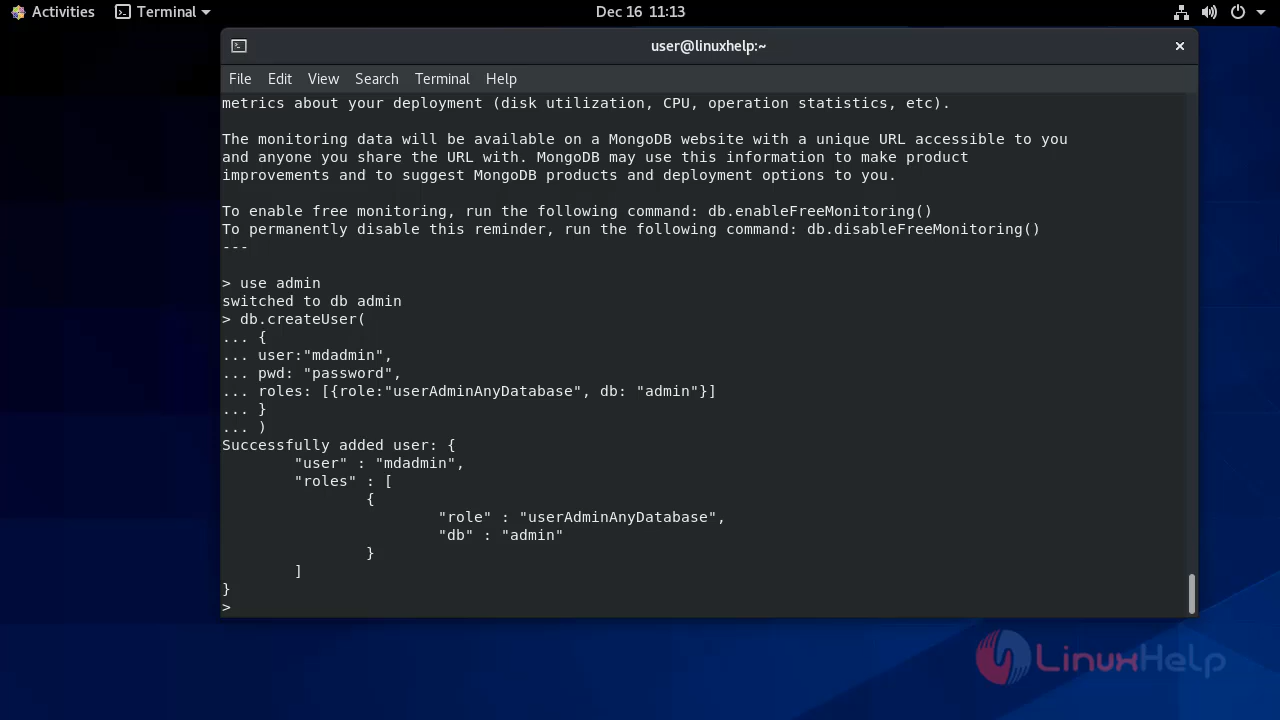 Activities Terminal Dec 16 11:13
user@linuxhelp:~
File Edit View Search Terminal Help
metrics about your deployment (disk utilization, CPU, operation statistics, etc).
The monitoring data will be available on a MongoDB website with a unique URL accessible to you
and anyone you share the URL with. MongoDB may use this information to make product
improvements and to suggest MongoDB products and deployment options to you.
To enable free monitoring, run the following command: db.enableFreeMonitoring()
To permanently disable this reminder, run the following command: db.disableFreeMonitoring()
---
> use admin
switched to db admin
> db.createUser(
... {
... user:"mdadmin",
... pwd: "password",
... roles: [{role:"userAdminAnyDatabase", db: "admin"}]
... }
... )
Successfully added user: {
"user" : "mdadmin",
"roles" : [
{
"role" : "userAdminAnyDatabase",
"db" : "admin"
}
]
}
>
LinuxHelp